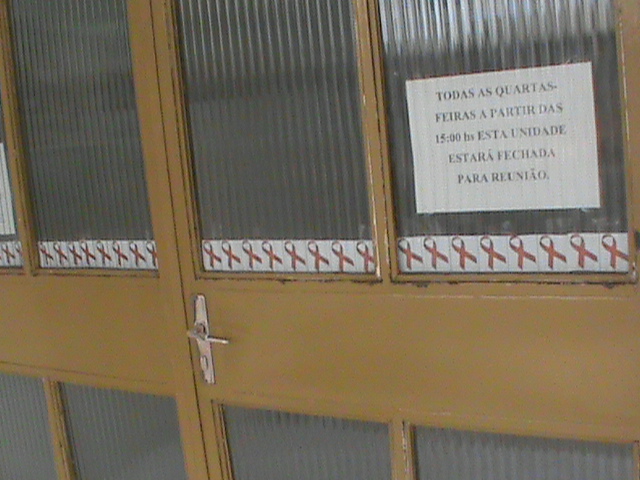 TODAS AS QUARTAS-
FEIRAS A PARTIR DAS
15:00 hs ESTA UNIDADE
ESTARÁ FECHADA
PARA REUNIÃO.